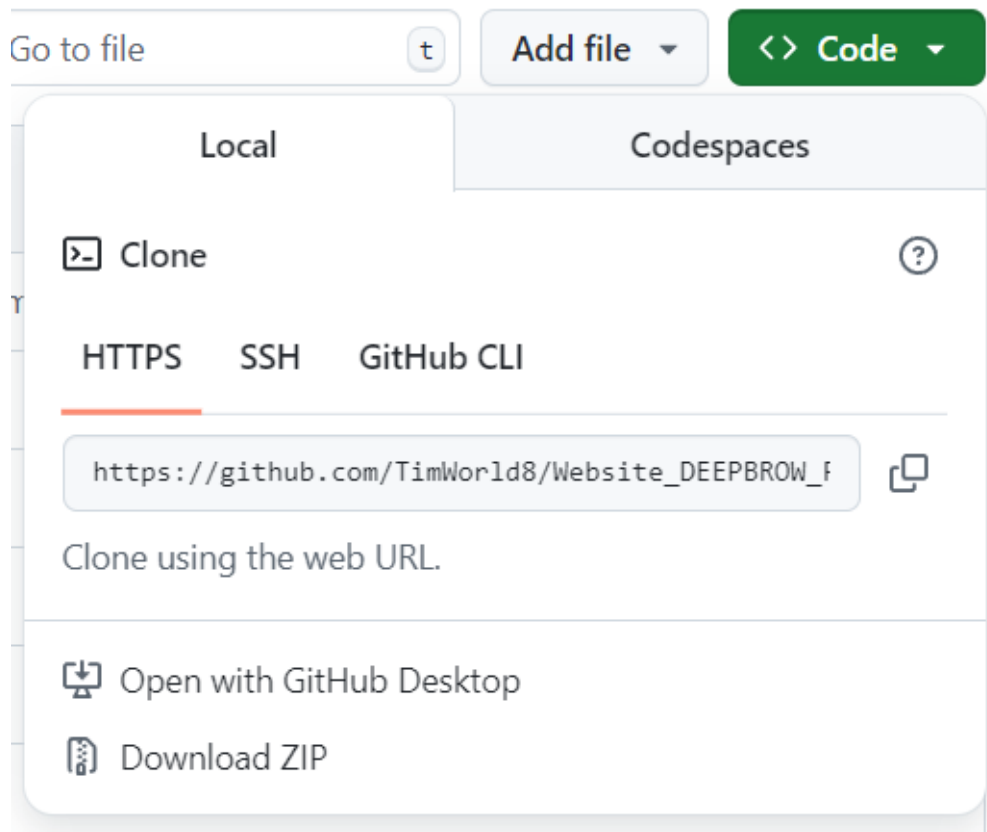 Go to file t Add file <> Code
Local Codespaces
Clone
HTTPS SSH GitHub CLI
https://github.com/TimWorld8/Website_DEEPBROW_
Clone using the web URL.
Open with GitHub Desktop
Download ZIP